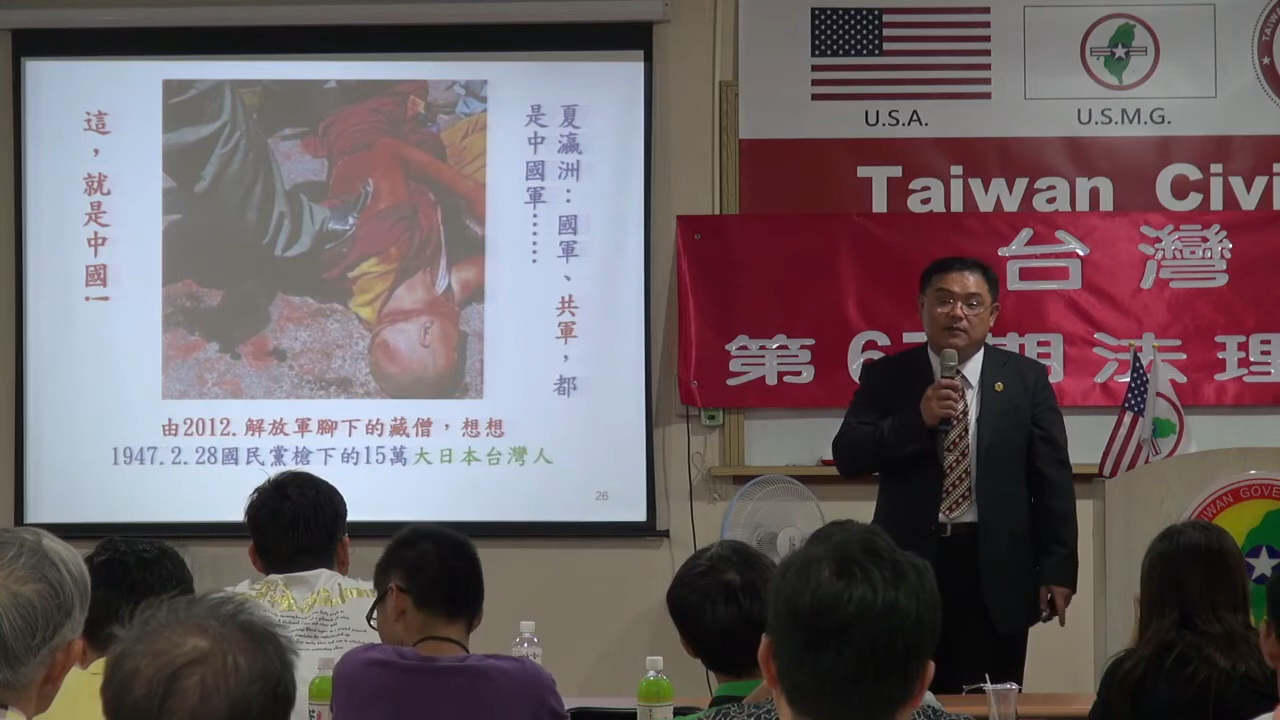 夏瀛洲：國軍、共軍，都
是中國軍……
這，就是中國！
由2012.解放軍腳下的藏僧，想想
1947.2.28國民黨槍下的15萬大日本台灣人
26
U.S.A.
U.S.M.G.
Taiwan Civi
台灣
第6 期法理